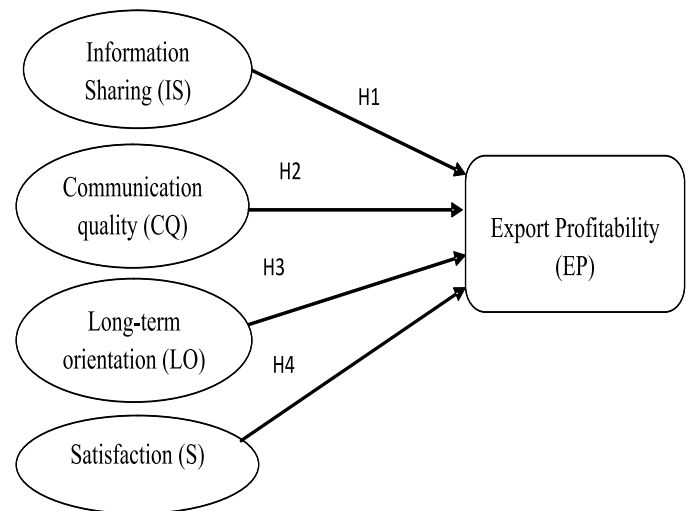 Information
Sharing (IS)
H1
Communication
quality (CQ)
H2
Export Profitability
(EP)
H3
Long-term
orientation (LO)
H4
Satisfaction (S)